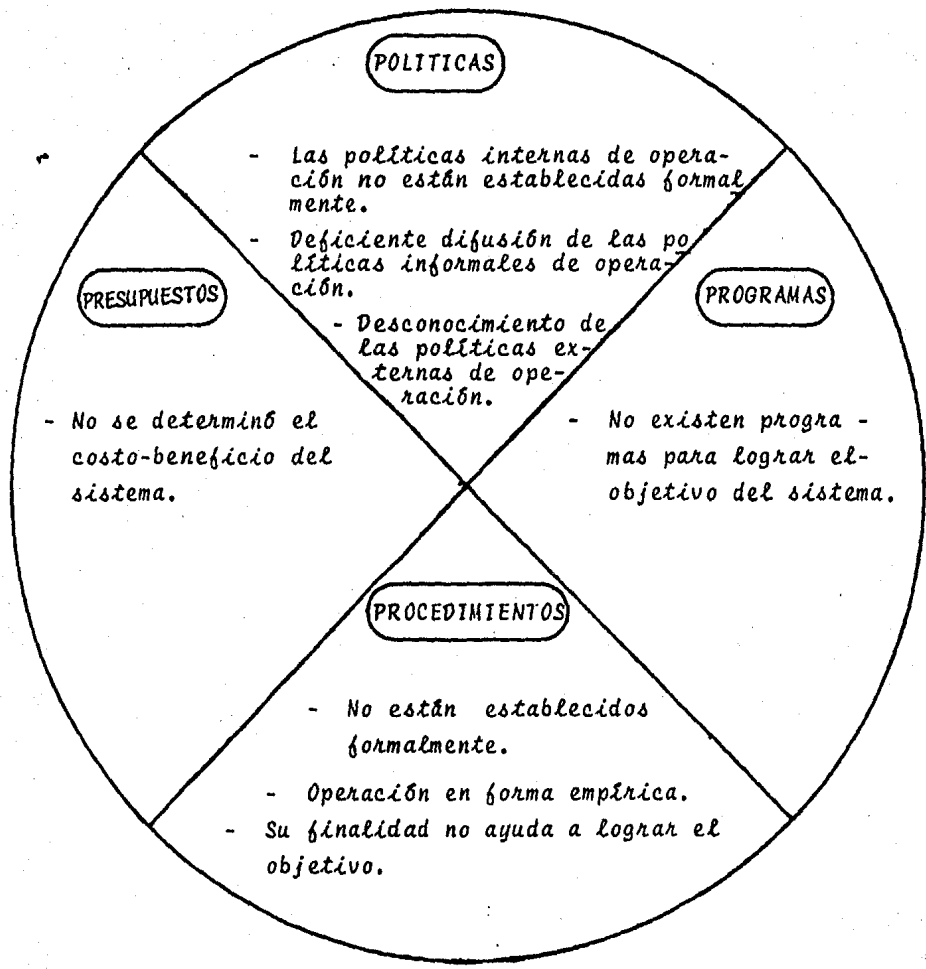 POLITICAS
- Las políticas internas de opera-
ción no están establecidas formal
mente.
- Deficiente difusión de las po
líticas informales de opera-
ción.
- Desconocimiento de
las políticas ex-
ternas de ope-
ración.
PRESUPUESTOS
- No se determinó el
costo-beneficio del
sistema.
PROGRAMAS
- No existen progra -
mas para lograr el-
objetivo del sistema.
PROCEDIMIENTOS
- No están establecidos
formalmente.
- Operación en forma empírica.
- Su finalidad no ayuda a lograr el
objetivo.